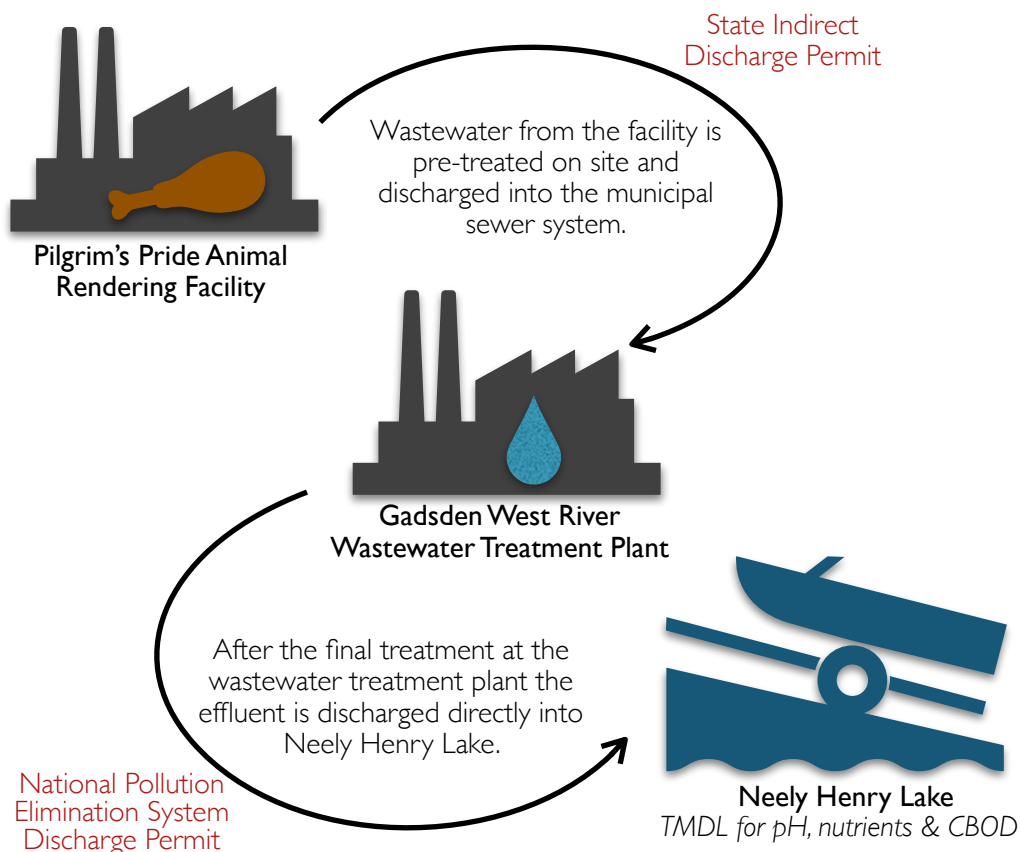 State Indirect
Discharge Permit
Wastewater from the facility is
pre-treated on site and
discharged into the municipal
sewer system.
Pilgrim’s Pride Animal
Rendering Facility
Gadsden West River
Wastewater Treatment Plant
After the final treatment at the
wastewater treatment plant the
effluent is discharged directly into
Neely Henry Lake.
National Pollution
Elimination System
Discharge Permit
Neely Henry Lake
TMDL for pH, nutrients & CBOD